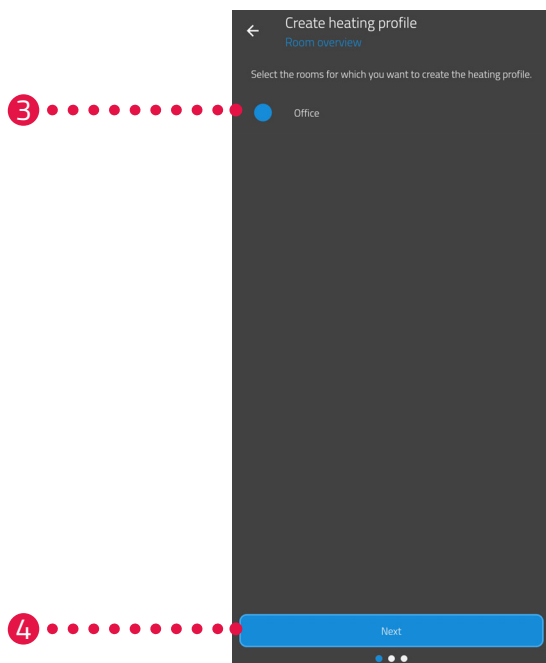 Create heating profile
Room overview
Select the rooms for which you want to create the heating profile.
3
Office
4
Next